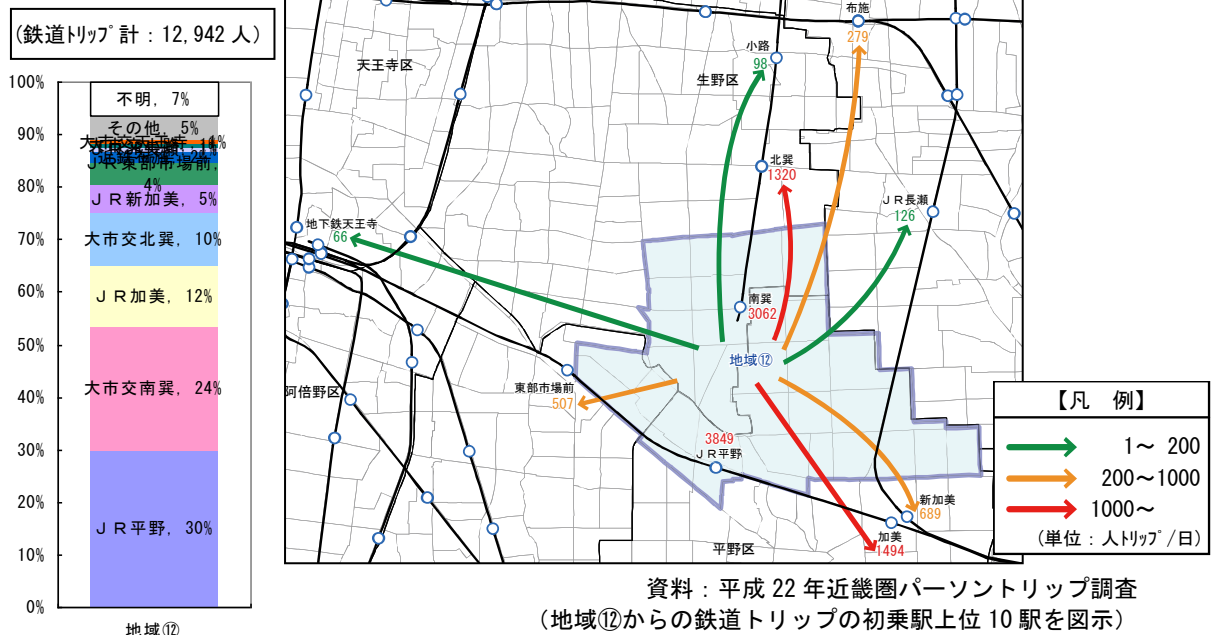 (鉄道トリップ計：12,942人)
100%
90%
80%
70%
60%
50%
40%
30%
20%
10%
0%
不明, 7%
その他, 5%
ＪＲ東部市場前,
4%
ＪＲ新加美, 5%
大市交北巽, 10%
ＪＲ加美, 12%
大市交南巽, 24%
ＪＲ平野, 30%
地域⑫
天王寺区
生野区
小路
98
布施
279
北巽
1320
ＪＲ長瀬
126
地下鉄天王寺
66
南巽
3062
地域⑫
阿倍野区
東部市場前
507
3849
ＪＲ平野
新加美
689
加美
1494
平野区
【凡　例】
1～ 200
200～1000
1000～
(単位：人トリップ/日)
資料：平成22年近畿圏パーソントリップ調査
（地域⑫からの鉄道トリップの初乗駅上位10駅を図示）